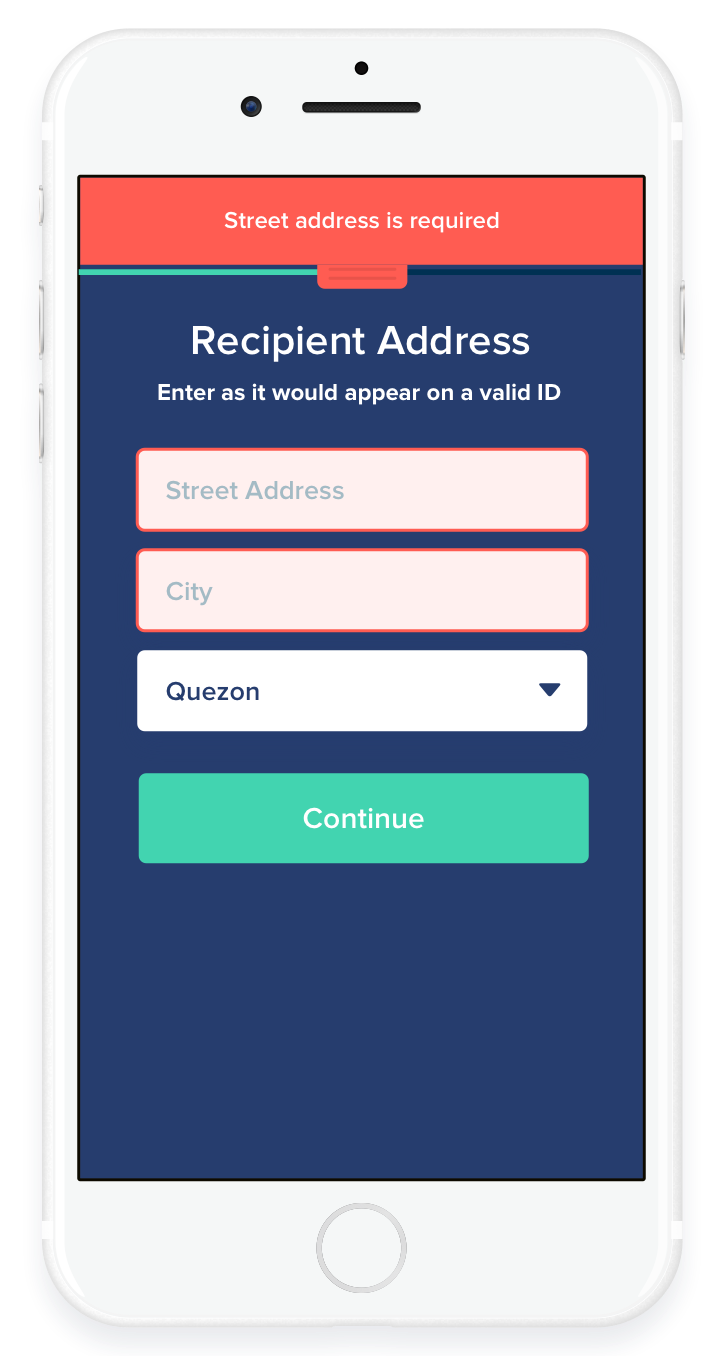 Street address is required
Recipient Address
Enter as it would appear on a valid ID
Street Address
City
Quezon
Continue